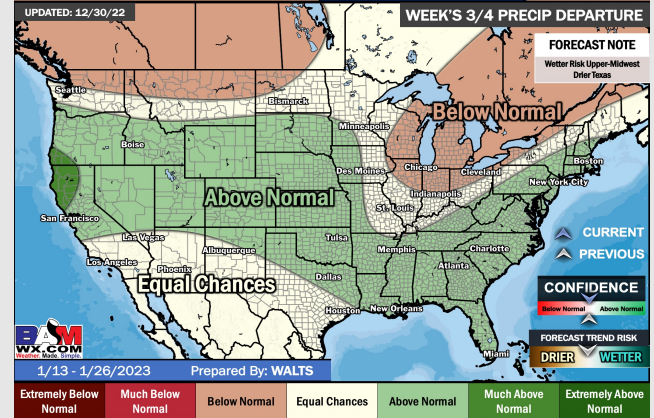 UPDATED: 12/30/22
WEEK'S 3/4 PRECIP DEPARTURE
FORECAST NOTE
Wetter Risk Upper-Midwest
Drier Texas
Seattle
Bismarck
Below Normal
Minneapolis
Boise
Boston
Des Moines
Chicago
Cleveland
New York City
Above Normal
Indianapolis
St. Louis
San Francisco
CURRENT
Las Vegas
Tulsa
Albuquerque
Memphis
Charlotte
PREVIOUS
Los Angeles
Phoenix
Atlanta
Equal Chances
Dallas
CONFIDENCE
Below Normal
Above Normal
Houston
New Orleans
FORECAST TREND RISK
DRIER
WETTER
BAM
WX.COM
Weather. Made. Simple.
Miami
1/13 - 1/26/2023
Prepared By: WALTS
Extremely Below
Normal
Much Below
Normal
Below Normal
Equal Chances
Above Normal
Much Above
Normal
Extremely Above
Normal